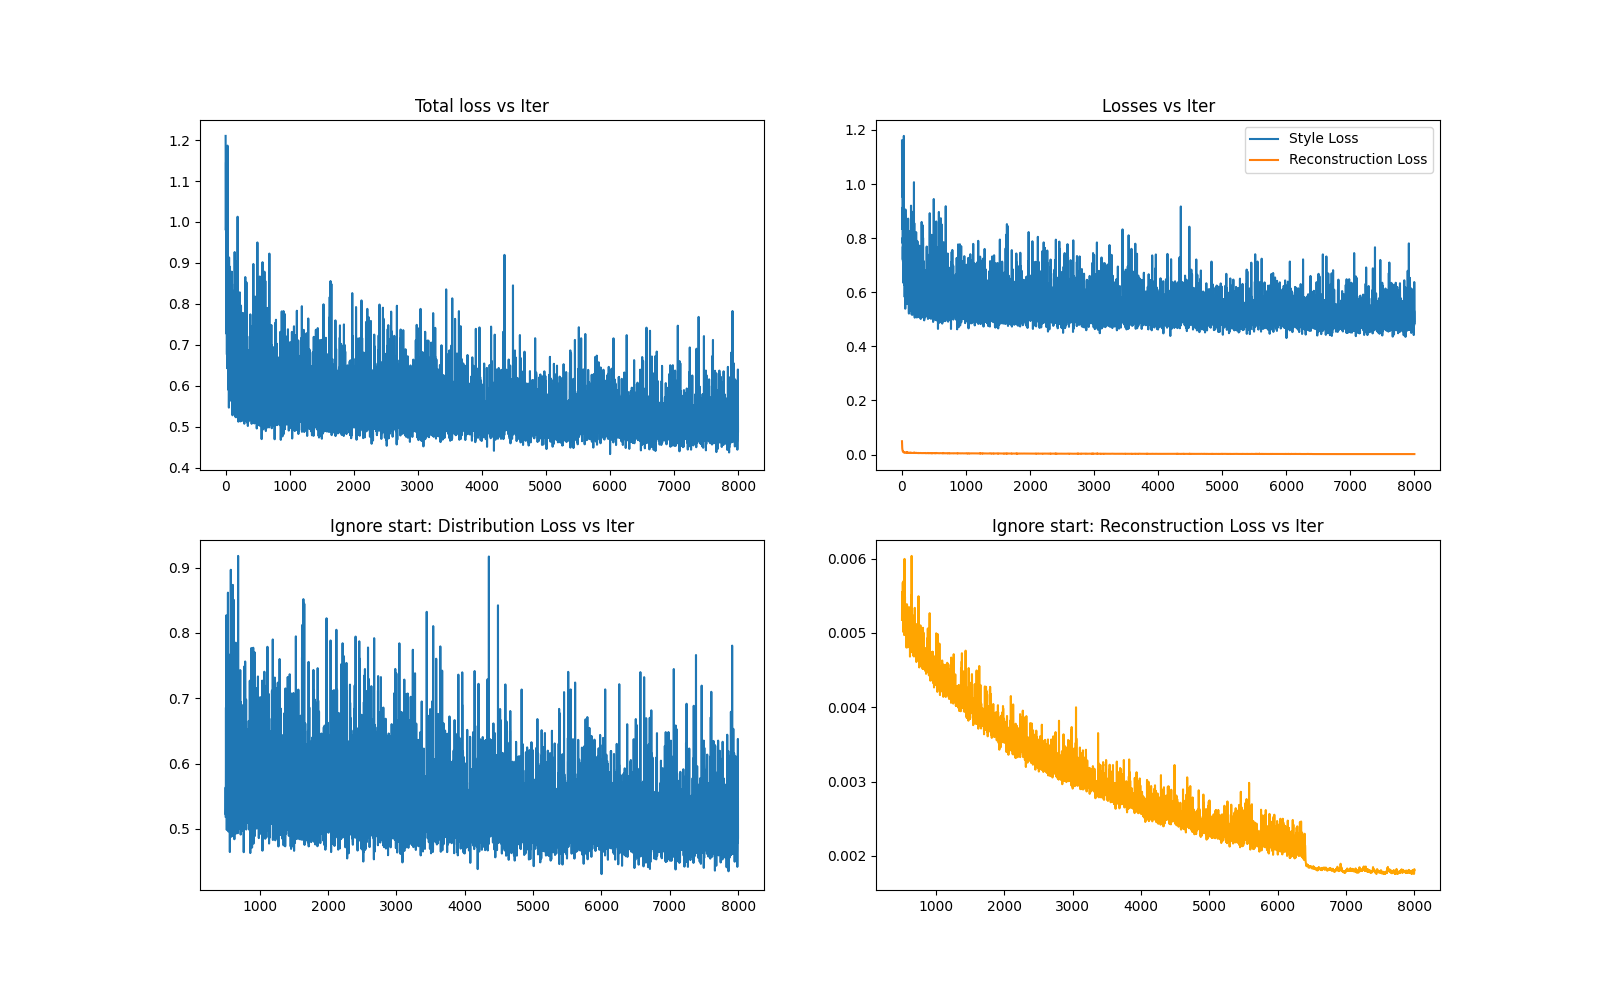 Total loss vs Iter
1.2
1.1
1.0
0.9
0.8
0.7
0.6
0.5
0.4
0 1000 2000 3000 4000 5000 6000 7000 8000
Losses vs Iter
Style Loss
Reconstruction Loss
1.2
1.0
0.8
0.6
0.4
0.2
0.0
0 1000 2000 3000 4000 5000 6000 7000 8000
Ignore start: Distribution Loss vs Iter
0.9
0.8
0.7
0.6
0.5
1000 2000 3000 4000 5000 6000 7000 8000
Ignore start: Reconstruction Loss vs Iter
0.006
0.005
0.004
0.003
0.002
1000 2000 3000 4000 5000 6000 7000 8000